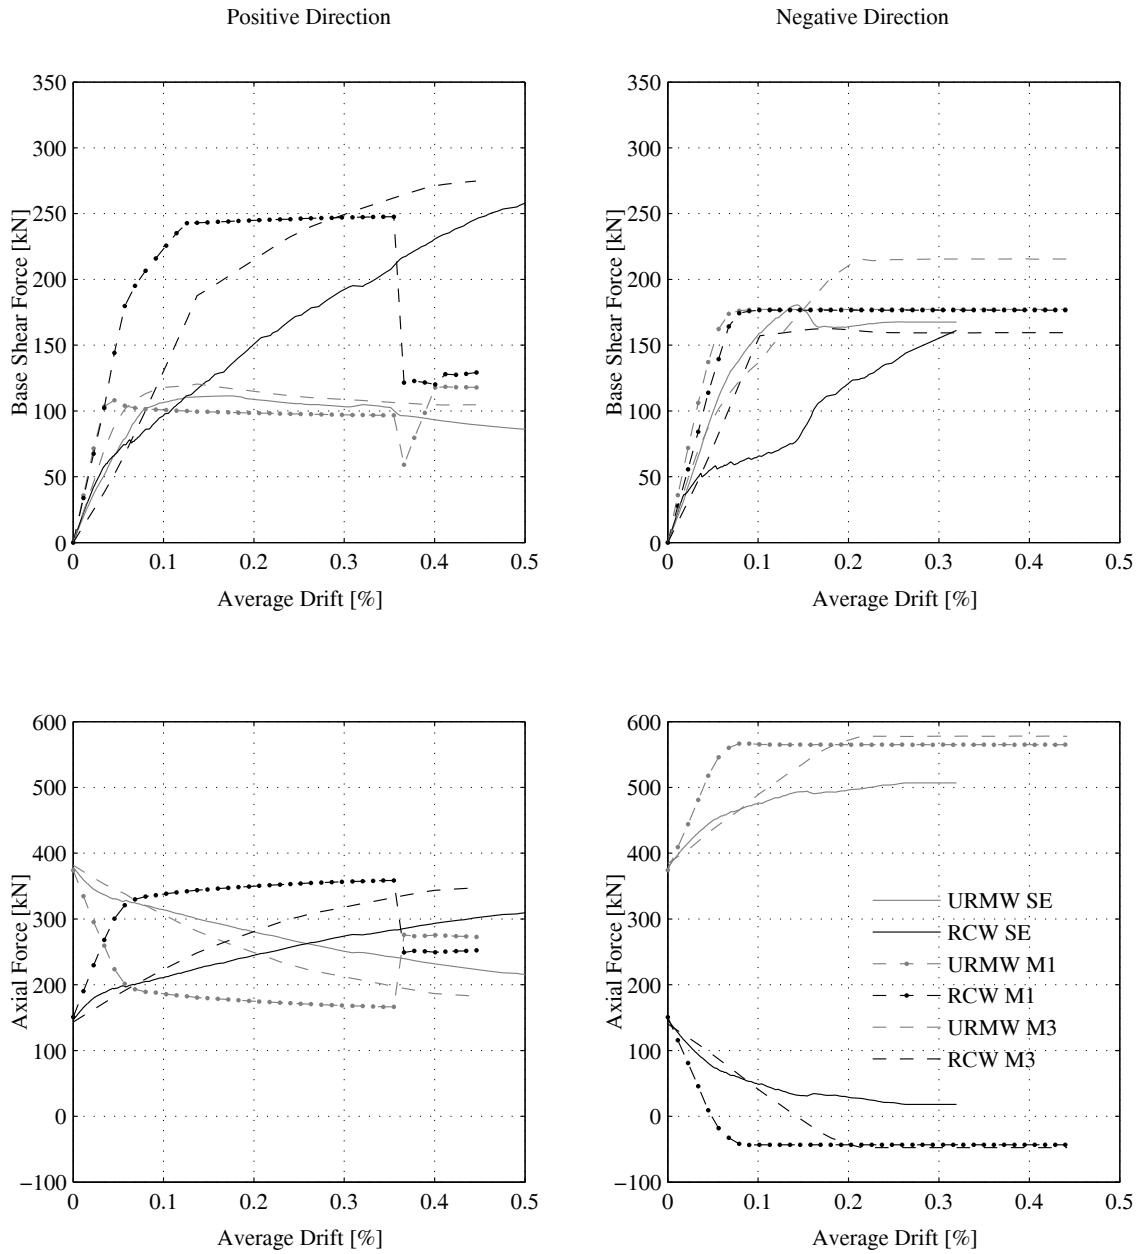 Positive Direction
Negative Direction
350
300
250
200
150
100
50
0
Base Shear Force [kN]
0 0.1 0.2 0.3 0.4 0.5
Average Drift [%]
350
300
250
200
150
100
50
0
Base Shear Force [kN]
0 0.1 0.2 0.3 0.4 0.5
Average Drift [%]
600
500
400
300
200
100
0
−100
Axial Force [kN]
0 0.1 0.2 0.3 0.4 0.5
Average Drift [%]
600
500
400
300
200
100
0
−100
Axial Force [kN]
URMW SE
RCW SE
URMW M1
RCW M1
URMW M3
RCW M3
0 0.1 0.2 0.3 0.4 0.5
Average Drift [%]